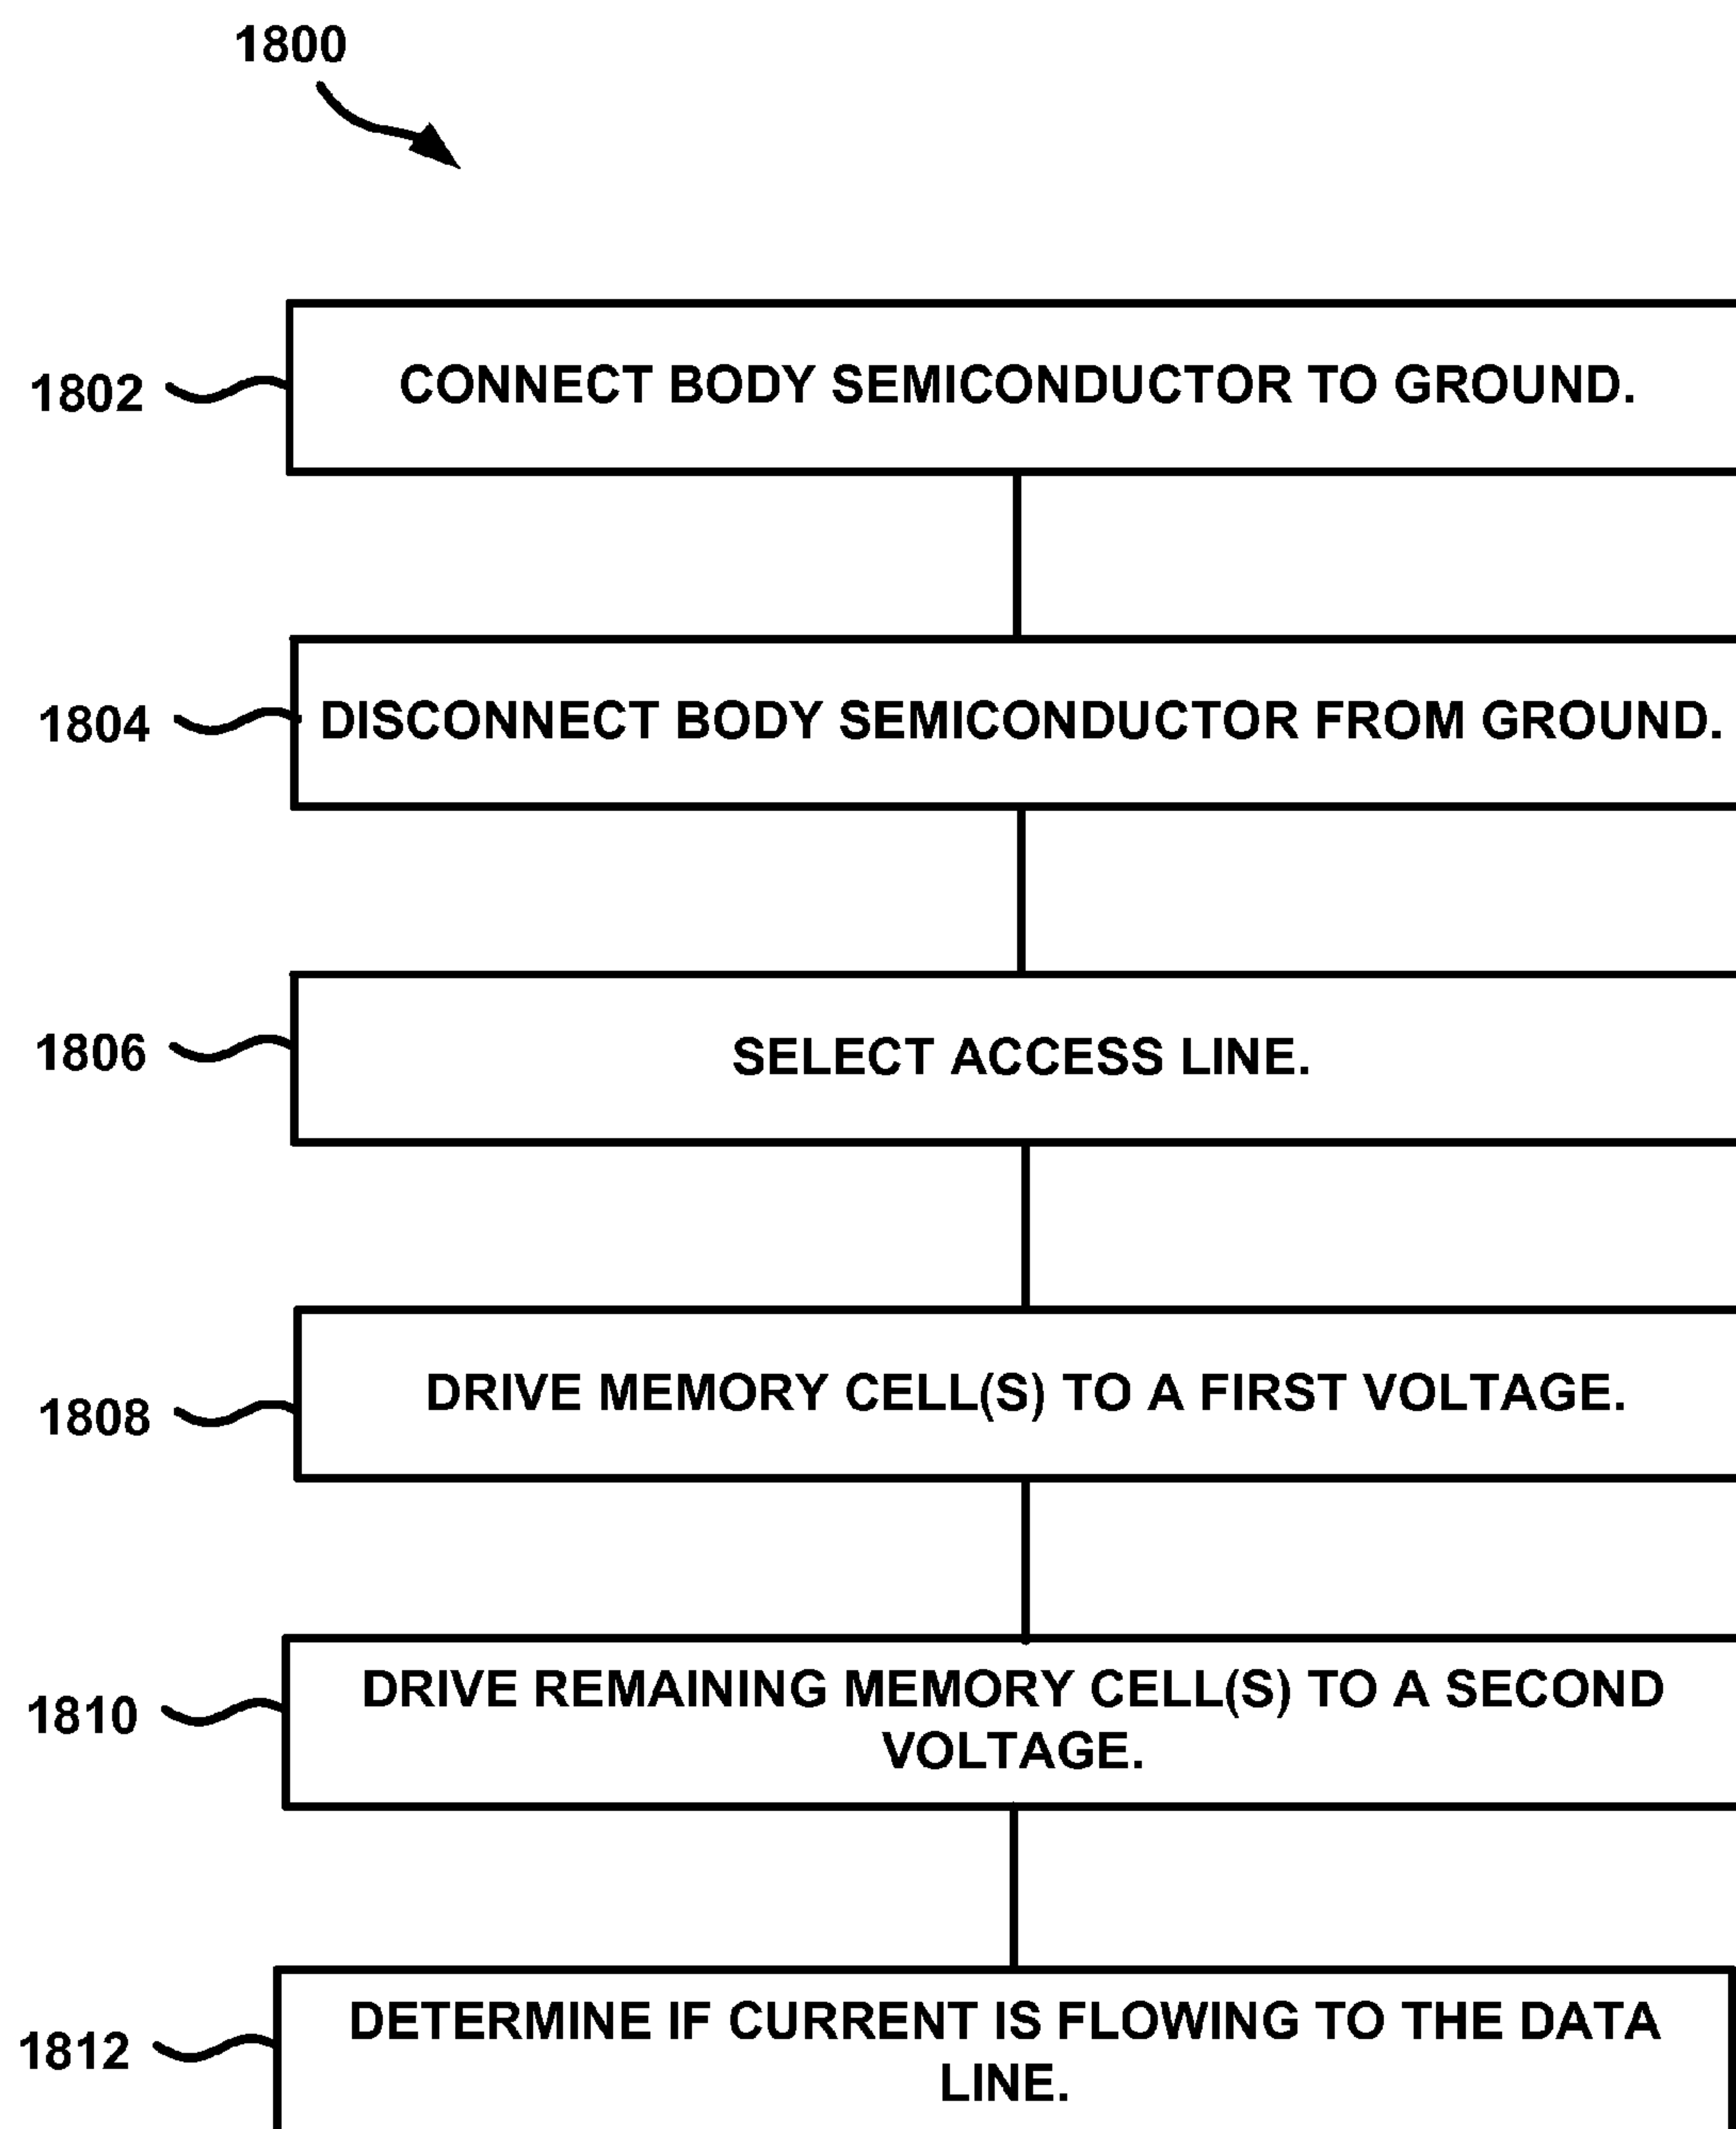 1800
1802
CONNECT BODY SEMICONDUCTOR TO GROUND.
1804
DISCONNECT BODY SEMICONDUCTOR FROM GROUND.
1806
SELECT ACCESS LINE.
1808
DRIVE MEMORY CELL(S) TO A FIRST VOLTAGE.
1810
DRIVE REMAINING MEMORY CELL(S) TO A SECOND
VOLTAGE.
1812
DETERMINE IF CURRENT IS FLOWING TO THE DATA
LINE.